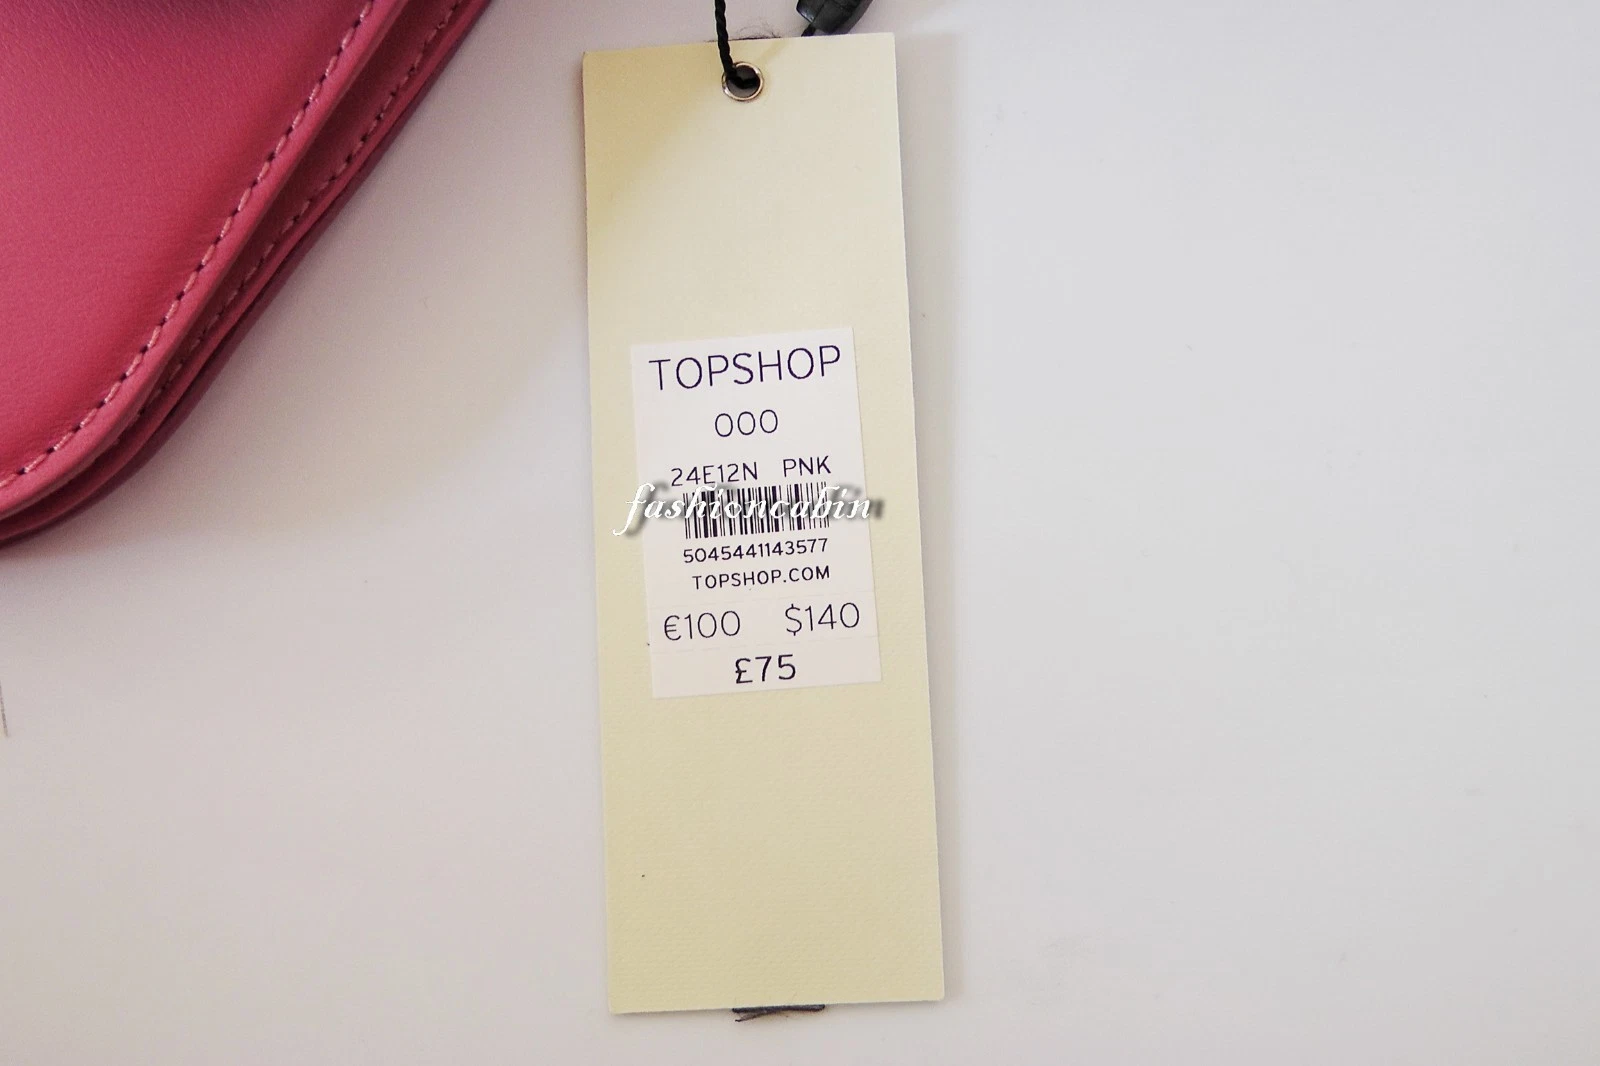 TOPSHOP
000
24E12N PNK
fashioncabin
5045441143577
TOPSHOP.COM
€100 $140
£75